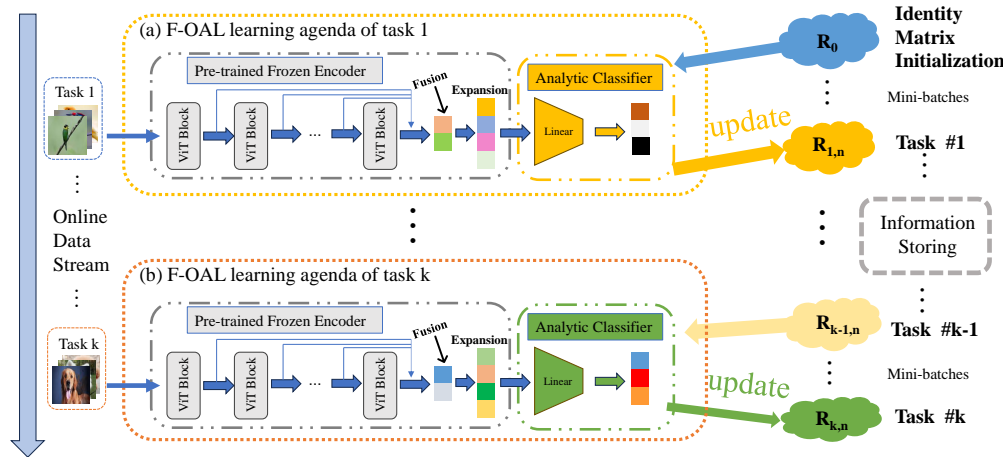 (a) F-OAL learning agenda of task 1
R0
Identity
Matrix
Initialization
Pre-trained Frozen Encoder
Fusion
Expansion
Analytic Classifier
Task 1
ViT Block
ViT Block
...
ViT Block
Linear
update
Mini-batches
R1,n
Task #1
Online
Data
Stream
Information
Storing
(b) F-OAL learning agenda of task k
Pre-trained Frozen Encoder
Fusion
Expansion
Analytic Classifier
Rk-1,n
Task #k-1
Task k
ViT Block
ViT Block
...
ViT Block
Linear
update
Mini-batches
Rk,n
Task #k